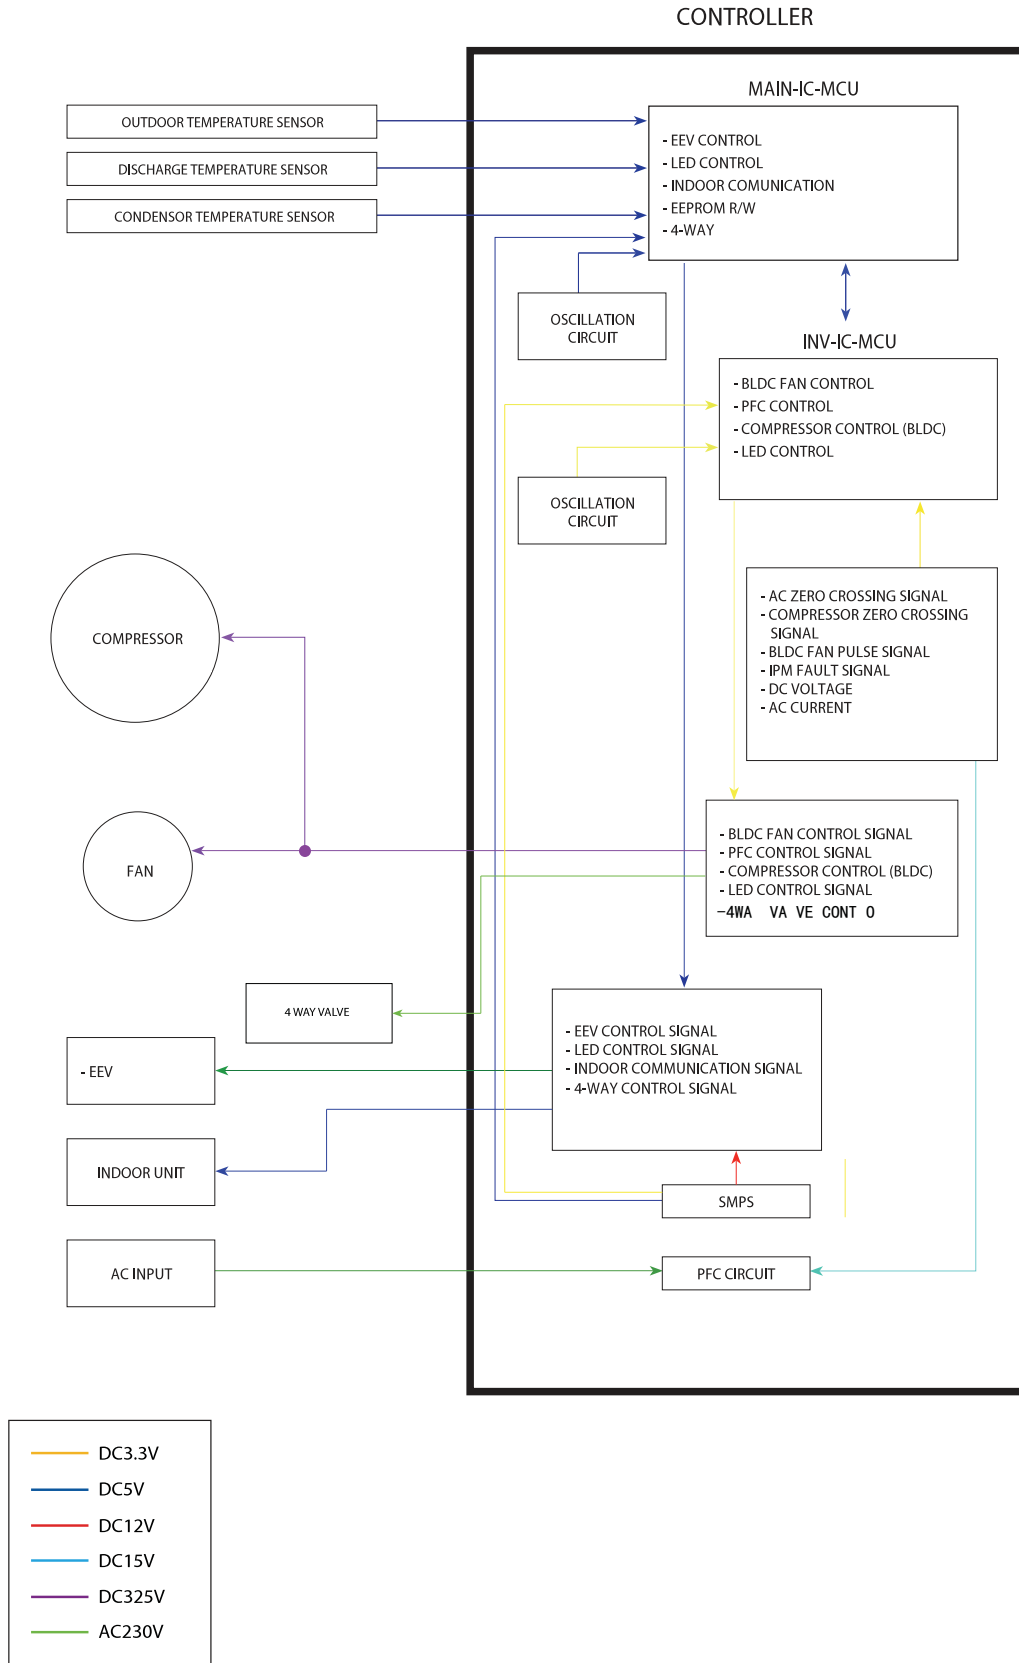 CONTROLLER
MAIN-IC-MCU
OUTDOOR TEMPERATURE SENSOR
DISCHARGE TEMPERATURE SENSOR
CONDENSOR TEMPERATURE SENSOR
- EEV CONTROL
- LED CONTROL
- INDOOR COMUNICATION
- EEPROM R/W
- 4-WAY
OSCILLATION
CIRCUIT
INV-IC-MCU
- BLDC FAN CONTROL
- PFC CONTROL
- COMPRESSOR CONTROL (BLDC)
- LED CONTROL
OSCILLATION
CIRCUIT
- AC ZERO CROSSING SIGNAL
- COMPRESSOR ZERO CROSSING
SIGNAL
- BLDC FAN PULSE SIGNAL
- IPM FAULT SIGNAL
- DC VOLTAGE
- AC CURRENT
COMPRESSOR
FAN
- BLDC FAN CONTROL SIGNAL
- PFC CONTROL SIGNAL
- COMPRESSOR CONTROL (BLDC)
- LED CONTROL SIGNAL
-4WA VA VE CONT O
4 WAY VALVE
- EEV
INDOOR UNIT
AC INPUT
- EEV CONTROL SIGNAL
- LED CONTROL SIGNAL
- INDOOR COMMUNICATION SIGNAL
- 4-WAY CONTROL SIGNAL
SMPS
PFC CIRCUIT
DC3.3V
DC5V
DC12V
DC15V
DC325V
AC230V